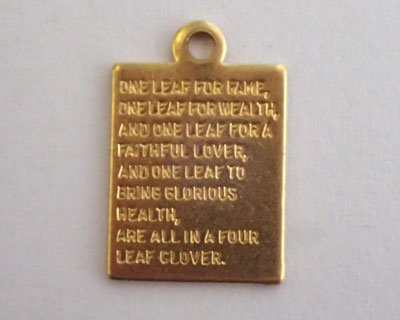 ONE LEAF FOR FAME,
ONE LEAF FOR WEALTH,
AND ONE LEAF FOR A
FAITHFUL LOVER,
AND ONE LEAF TO
BRING GLORIOUS
HEALTH,
ARE ALL IN A FOUR
LEAF CLOVER.